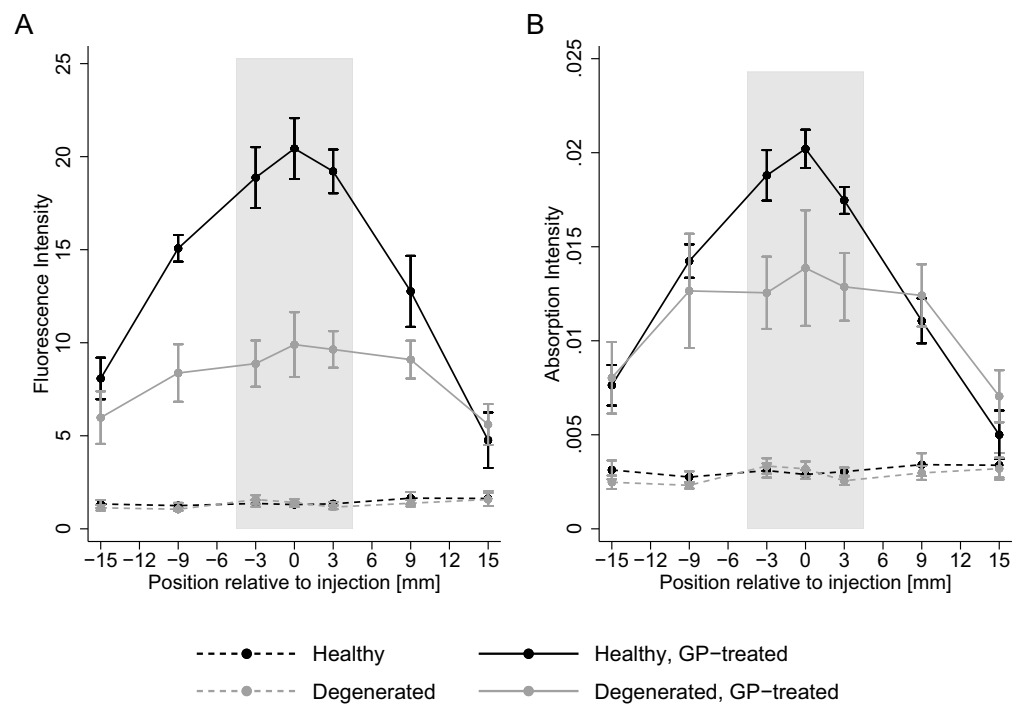 A
Fluorescence Intensity
25
20
15
10
5
0
−15 −12 −9 −6 −3 0 3 6 9 12 15
Position relative to injection [mm]
B
Absorption Intensity
.025
.02
.015
.01
.005
0
−15 −12 −9 −6 −3 0 3 6 9 12 15
Position relative to injection [mm]
Healthy
Healthy, GP−treated
Degenerated
Degenerated, GP−treated